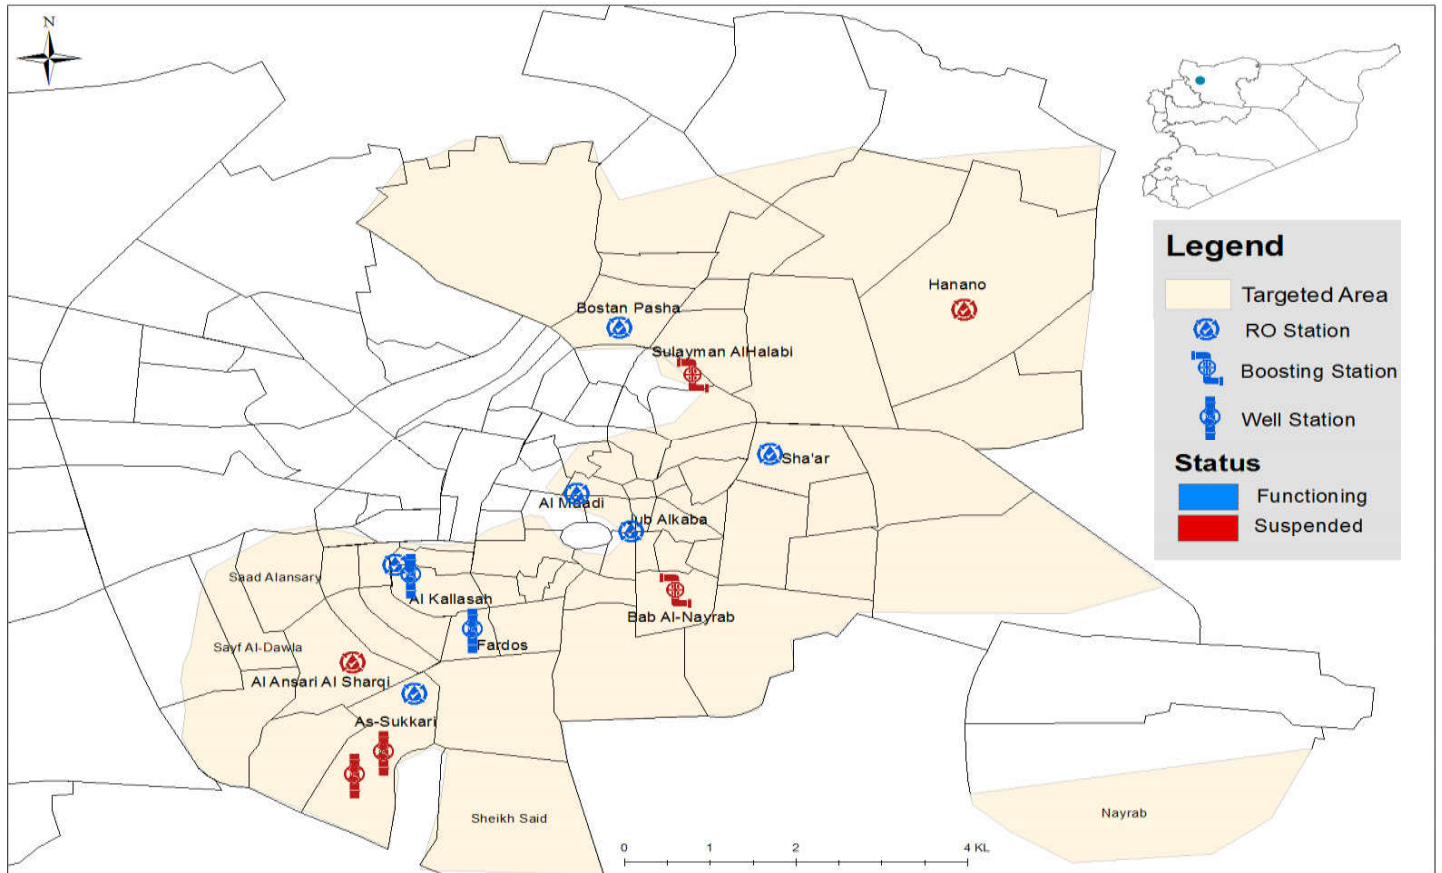 N
Hanano
Bostan Pasha
Sulayman AlHalabi
Sha'ar
Al Maadi
Jub Alkaba
Saad Alansary
Al Kallasah
Bab Al-Nayrab
Fardos
Sayf Al-Dawla
Al Ansari Al Sharqi
As-Sukkari
Sheikh Said
Nayrab
0 1 2 4 KL
Legend
Targeted Area
RO Station
Boosting Station
Well Station
Status
Functioning
Suspended